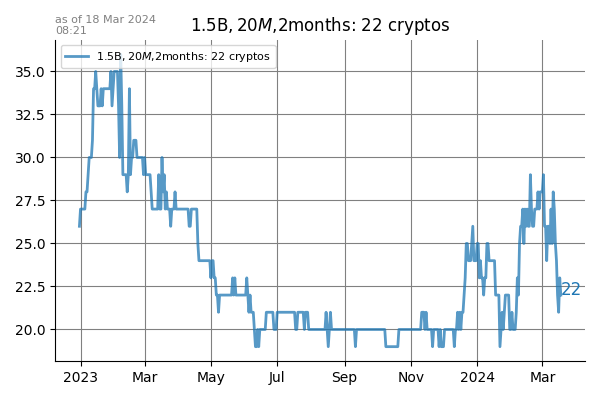 as of 18 Mar 2024
08:21
1.5B, 20M,2months: 22 cryptos
1.5B, 20M,2months: 22 cryptos
35.0
32.5
30.0
27.5
25.0
22.5
20.0
22
2023 Mar May Jul Sep Nov 2024 Mar